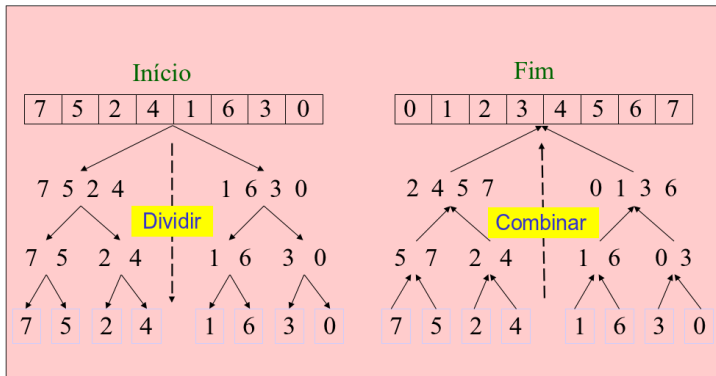 Início
7 5 2 4 1 6 3 0
7 5 2 4 1 6 3 0
Dividir
7 5 2 4 1 6 3 0
7 5 2 4 1 6 3 0
Fim
0 1 2 3 4 5 6 7
2 4 5 7 0 1 3 6
Combinar
5 7 2 4 1 6 0 3
7 5 2 4 1 6 3 0